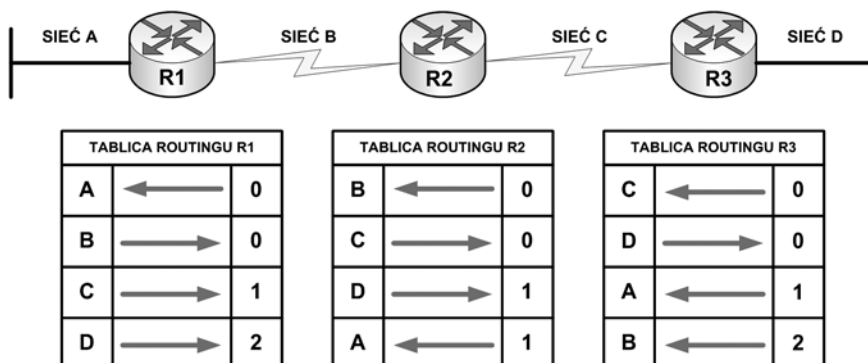 SIEĆ A SIEĆ B SIEĆ C SIEĆ D
R1 R2 R3
TABLICA ROUTINGU R1
A 0
B 0
C 1
D 2
TABLICA ROUTINGU R2
B 0
C 0
D 1
A 1
TABLICA ROUTINGU R3
C 0
D 0
A 1
B 2